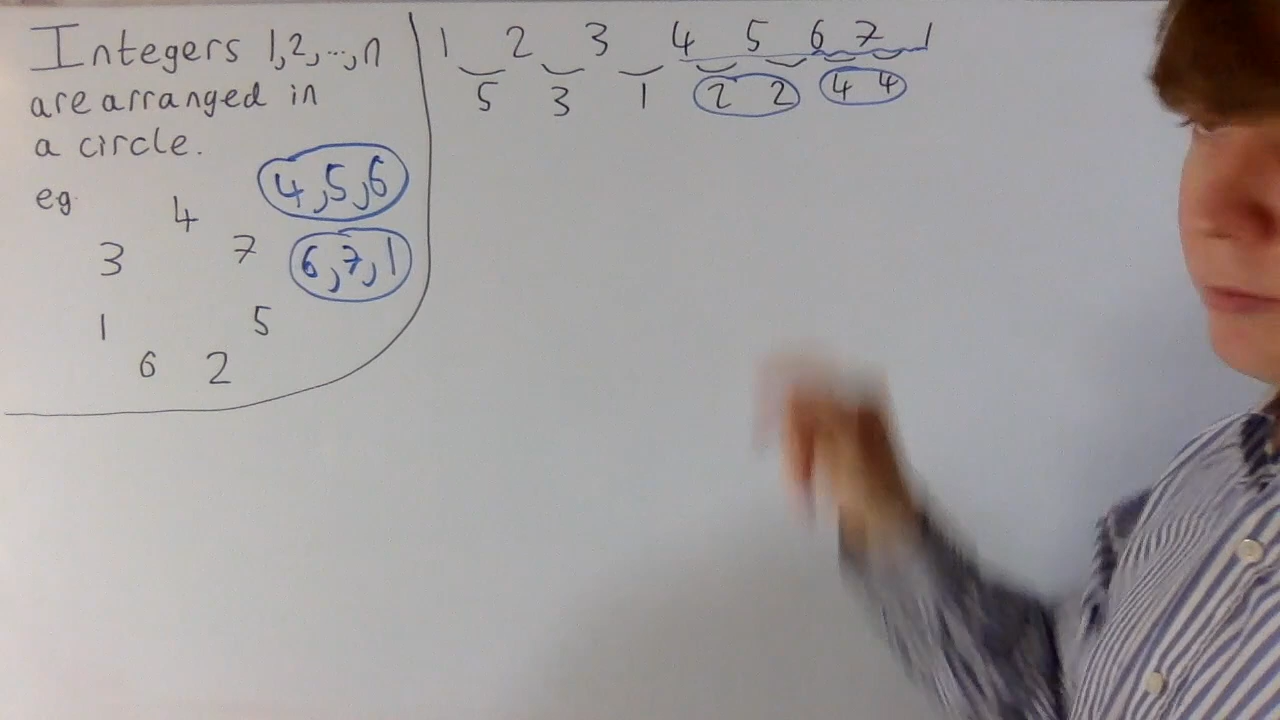 Integers 1,2,...,n
are arranged in
a circle.
eg.
4
3
7
1
5
6
2
4,5,6
6,7,1
1 2 3 4 5 6 7 1
5 3 1 2 2 4 4